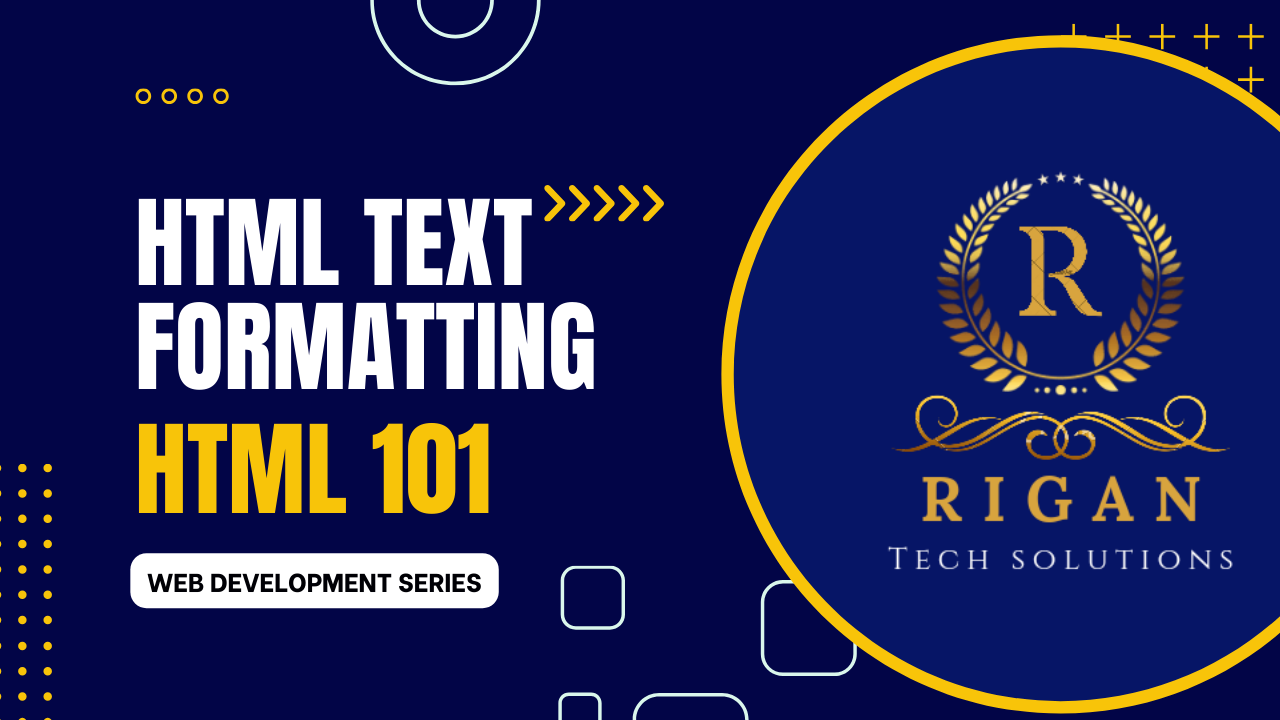 HTML TEXT
FORMATTING
HTML 101
WEB DEVELOPMENT SERIES
R
RIGAN
TECH SOLUTIONS